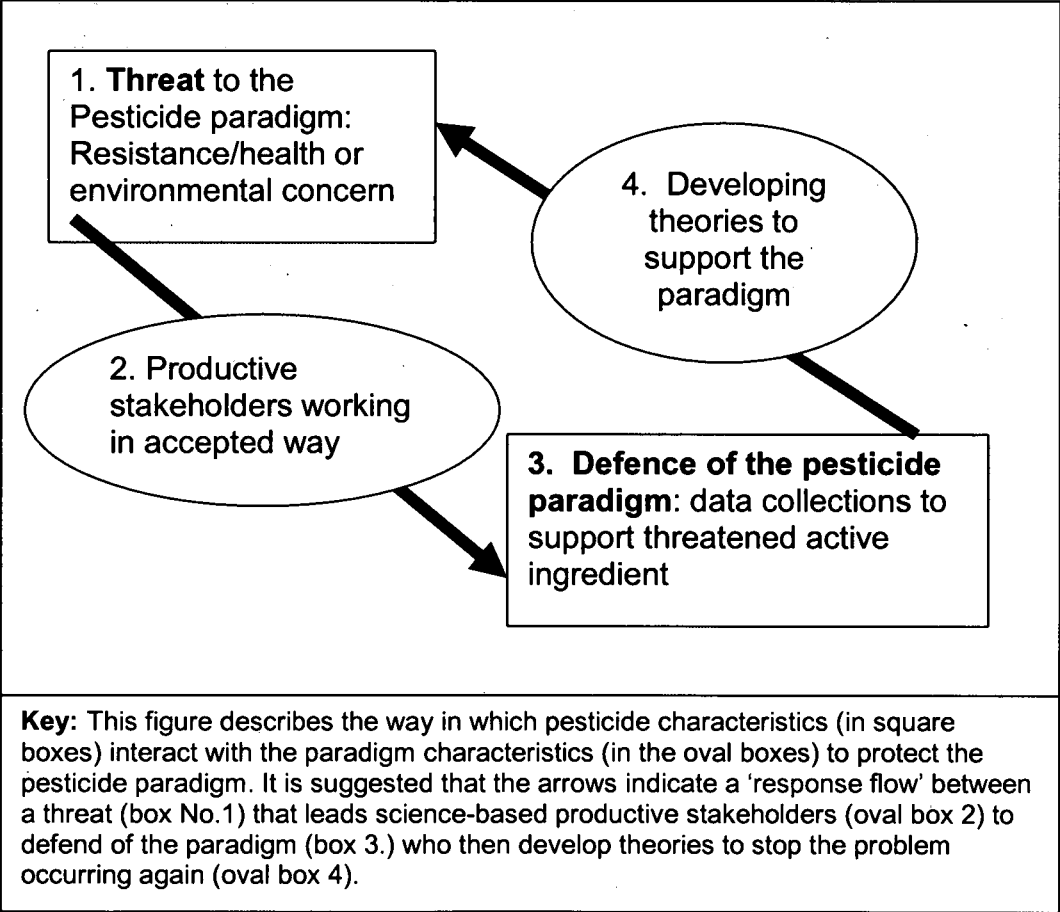 1. Threat to the
Pesticide paradigm:
Resistance/health or
environmental concern
2. Productive
stakeholders working
in accepted way
3. Defence of the pesticide
paradigm: data collections to
support threatened active
ingredient
4. Developing
theories to
support the
paradigm
Key: This figure describes the way in which pesticide characteristics (in square
boxes) interact with the paradigm characteristics (in the oval boxes) to protect the
pesticide paradigm. It is suggested that the arrows indicate a 'response flow' between
a threat (box No.1) that leads science-based productive stakeholders (oval box 2) to
defend of the paradigm (box 3.) who then develop theories to stop the problem
occurring again (oval box 4).